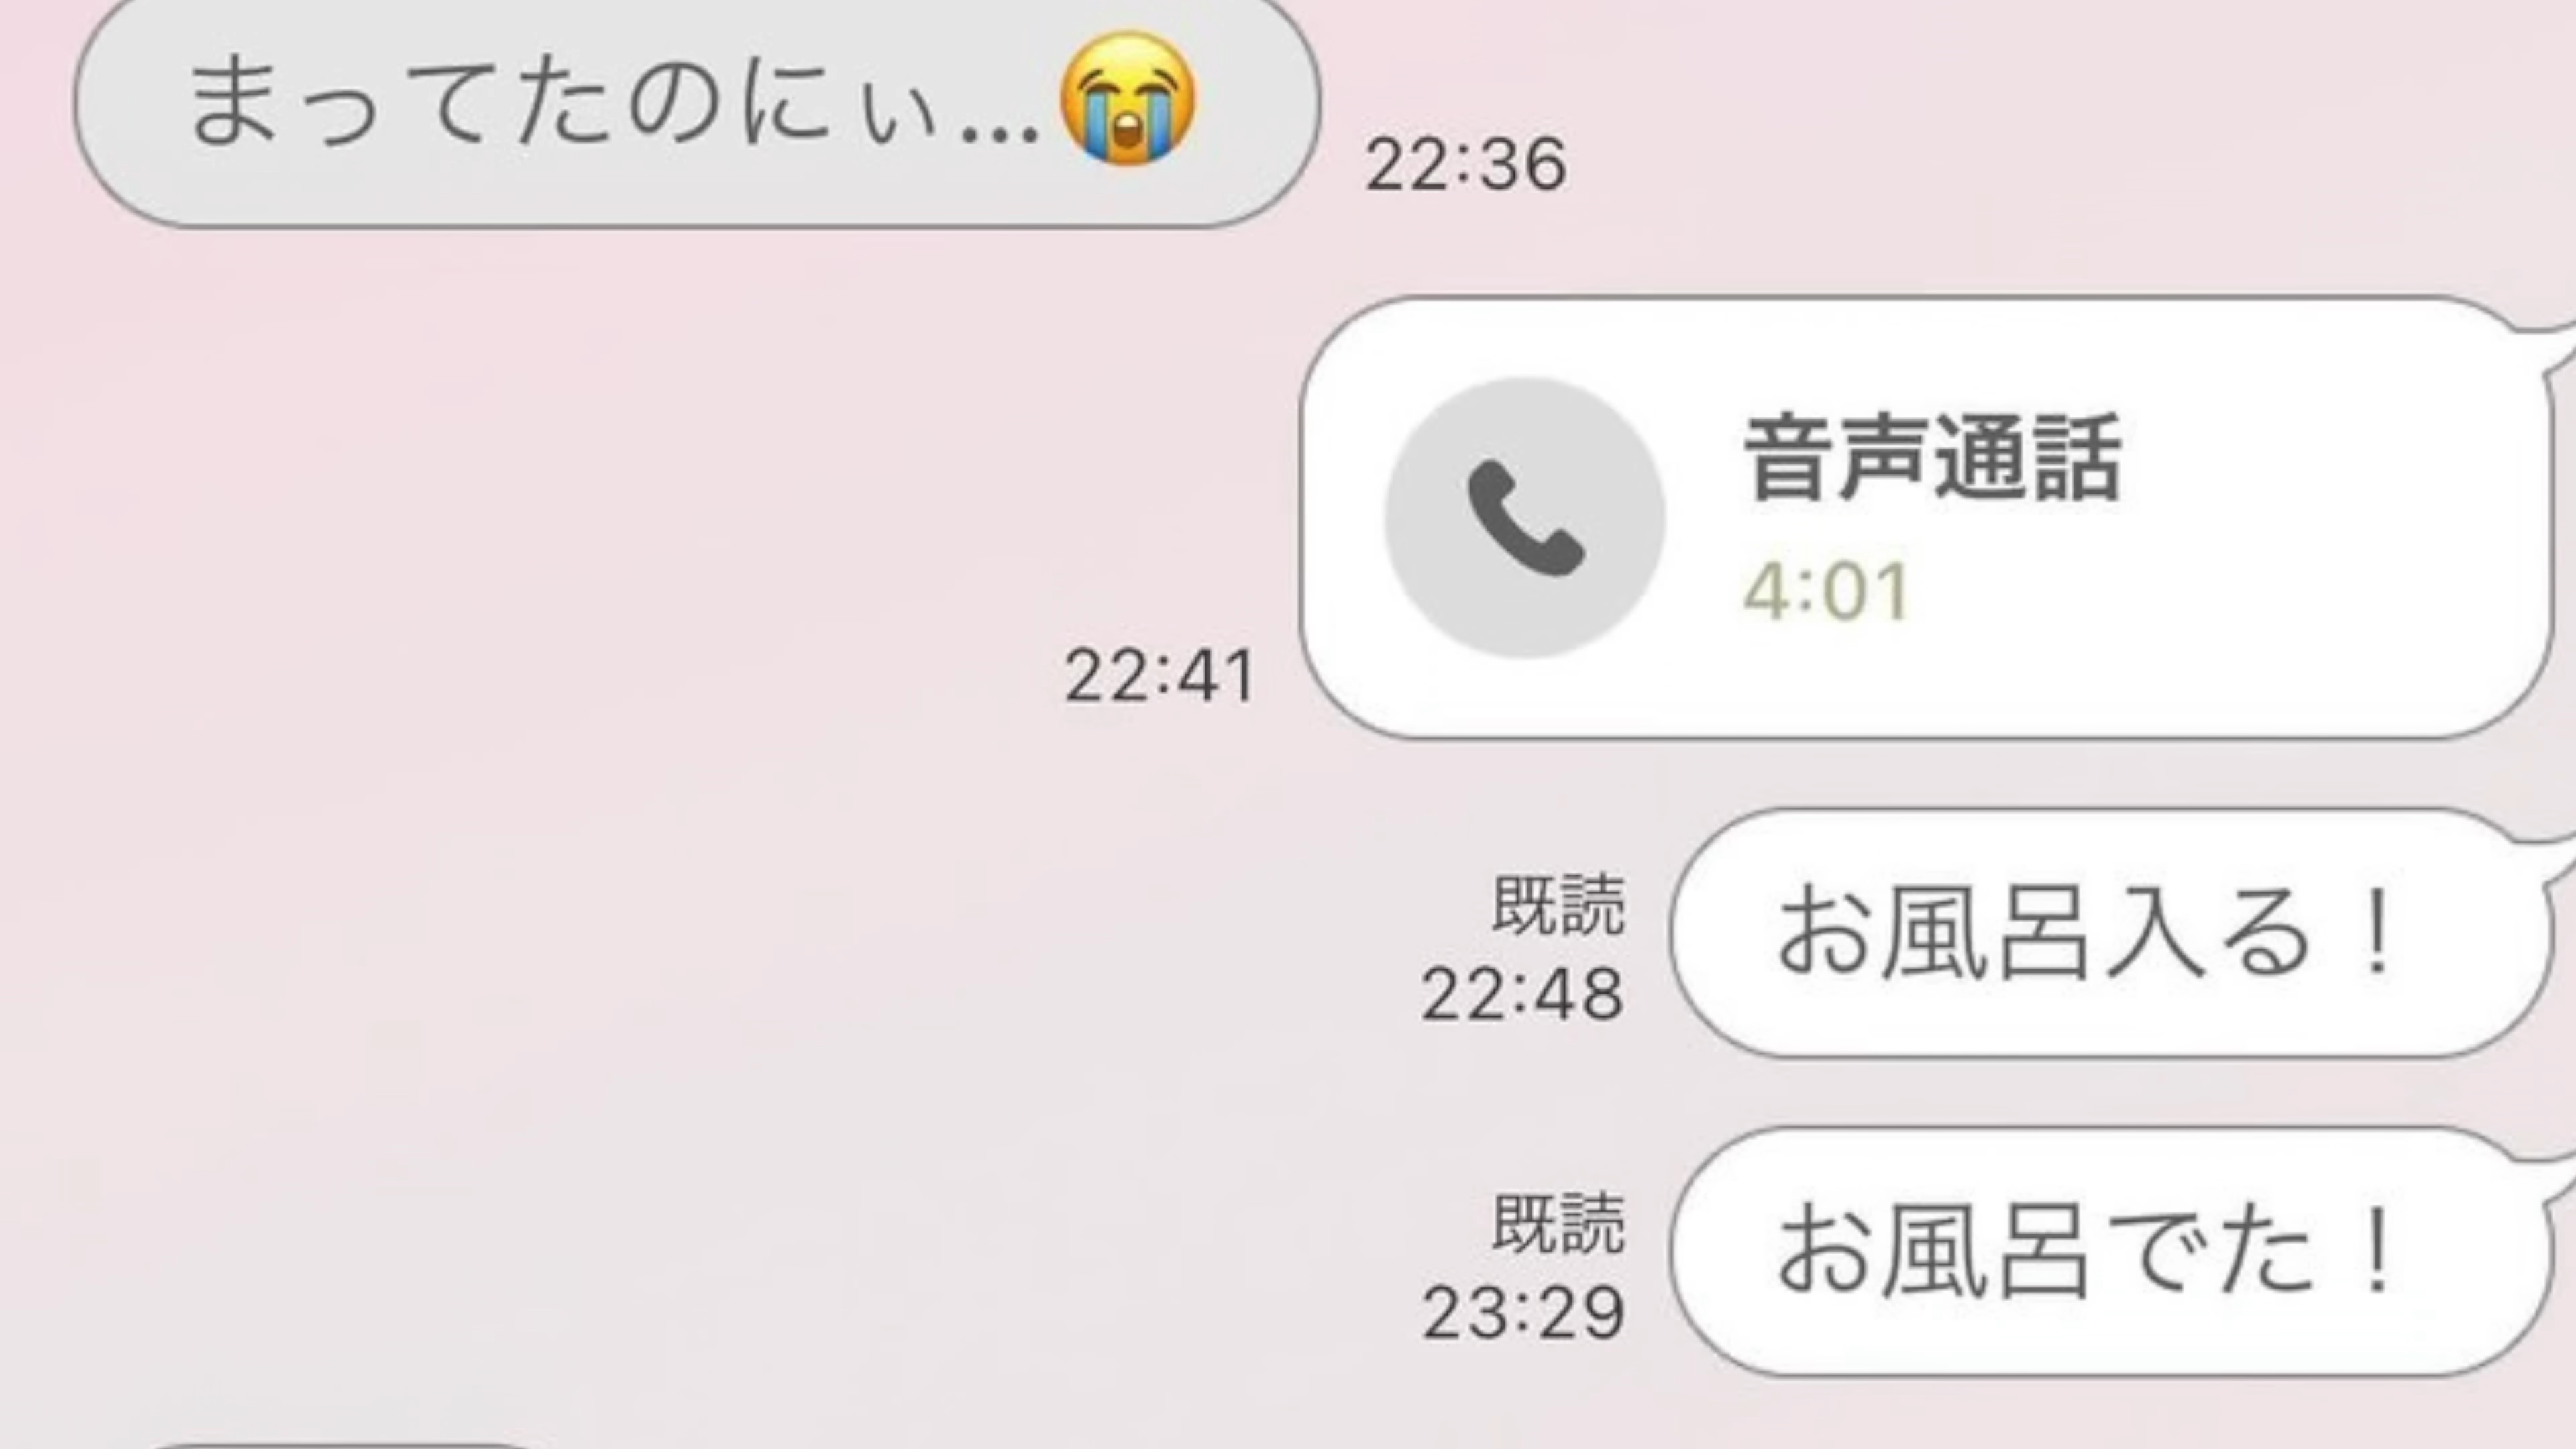 まってたのにぃ...😭
22:36
音声通話
4:01
22:41
既読
22:48
お風呂入る！
既読
23:29
お風呂でた！